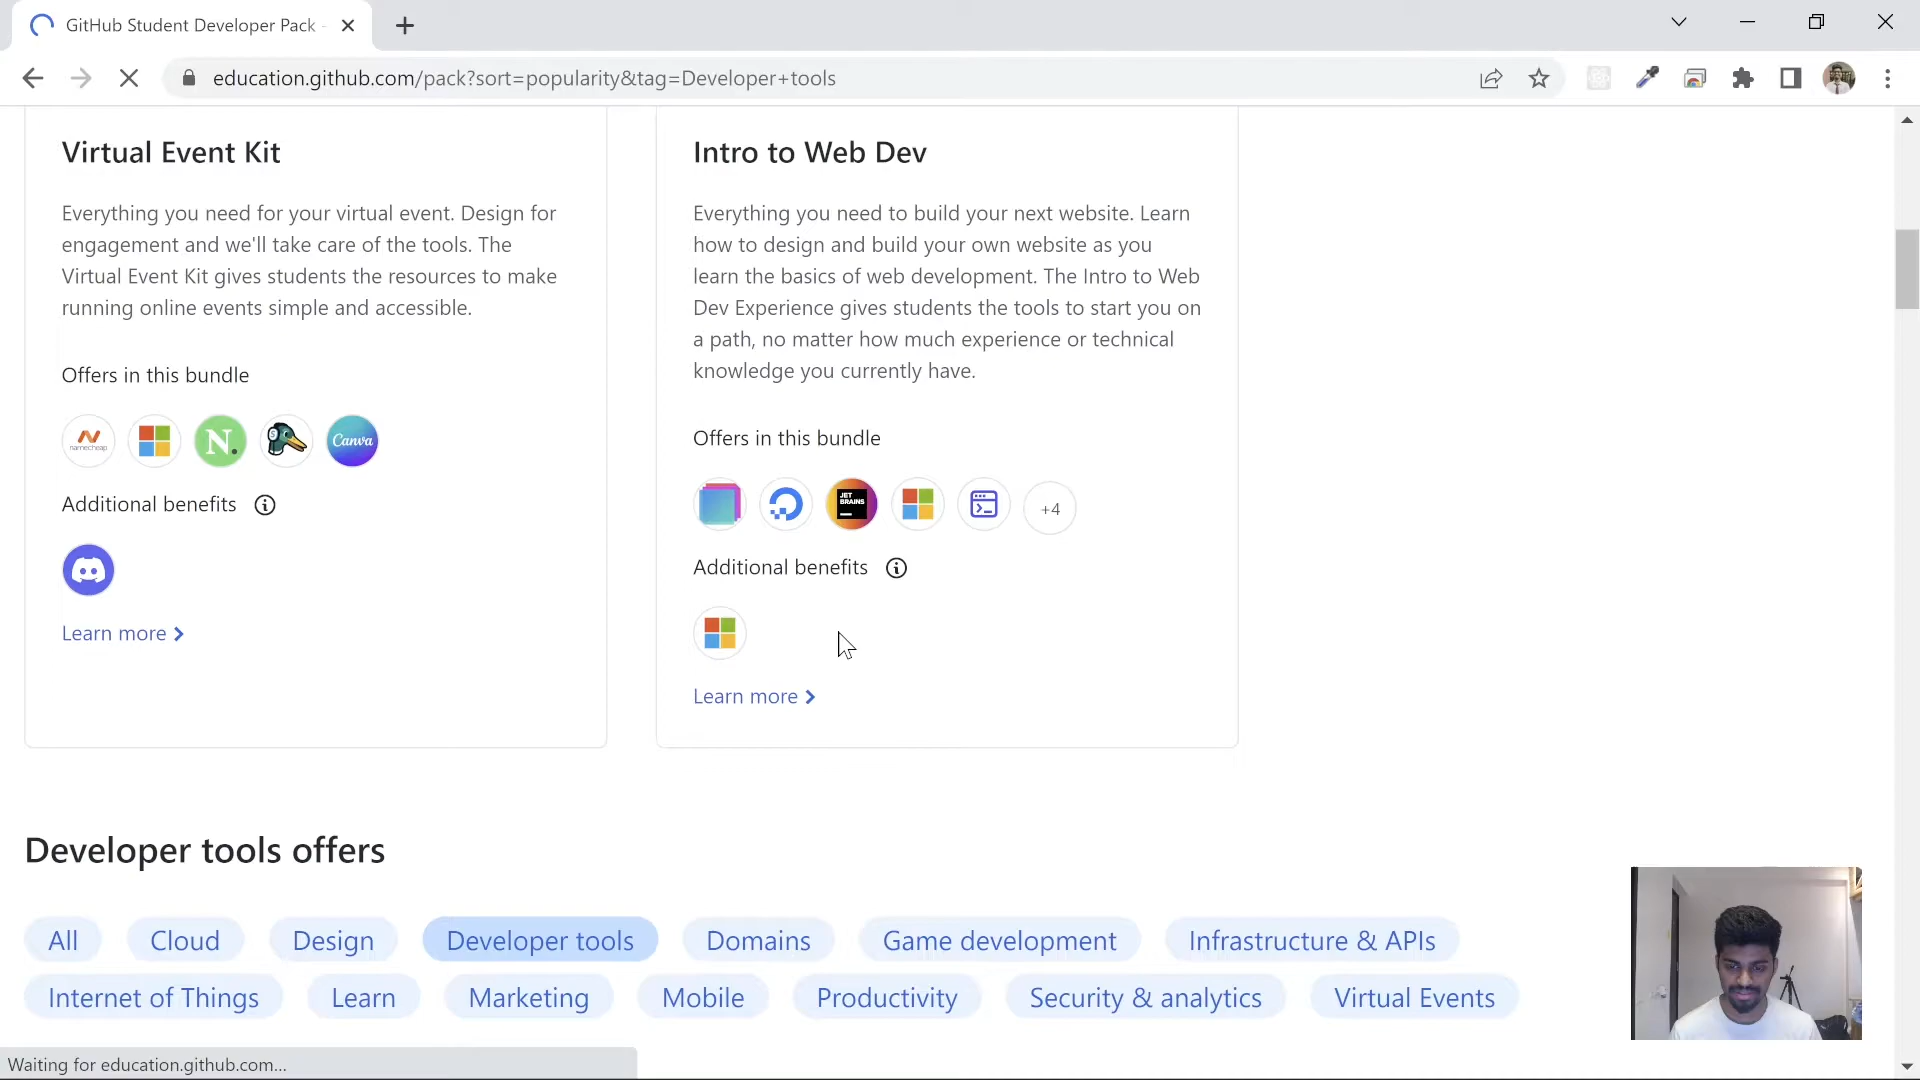 GitHub Student Developer Pack -
education.github.com/pack?sort=popularity&tag=Developer+tools
Virtual Event Kit
Everything you need for your virtual event. Design for
engagement and we'll take care of the tools. The
Virtual Event Kit gives students the resources to make
running online events simple and accessible.
Offers in this bundle
namecheap
N.
Canva
Additional benefits
Learn more
Intro to Web Dev
Everything you need to build your next website. Learn
how to design and build your own website as you
learn the basics of web development. The Intro to Web
Dev Experience gives students the tools to start you on
a path, no matter how much experience or technical
knowledge you currently have.
Offers in this bundle
JET
BRAINS
+4
Additional benefits
Learn more
Developer tools offers
All Cloud Design Developer tools Domains Game development Infrastructure & APIs
Internet of Things Learn Marketing Mobile Productivity Security & analytics Virtual Events
Waiting for education.github.com...